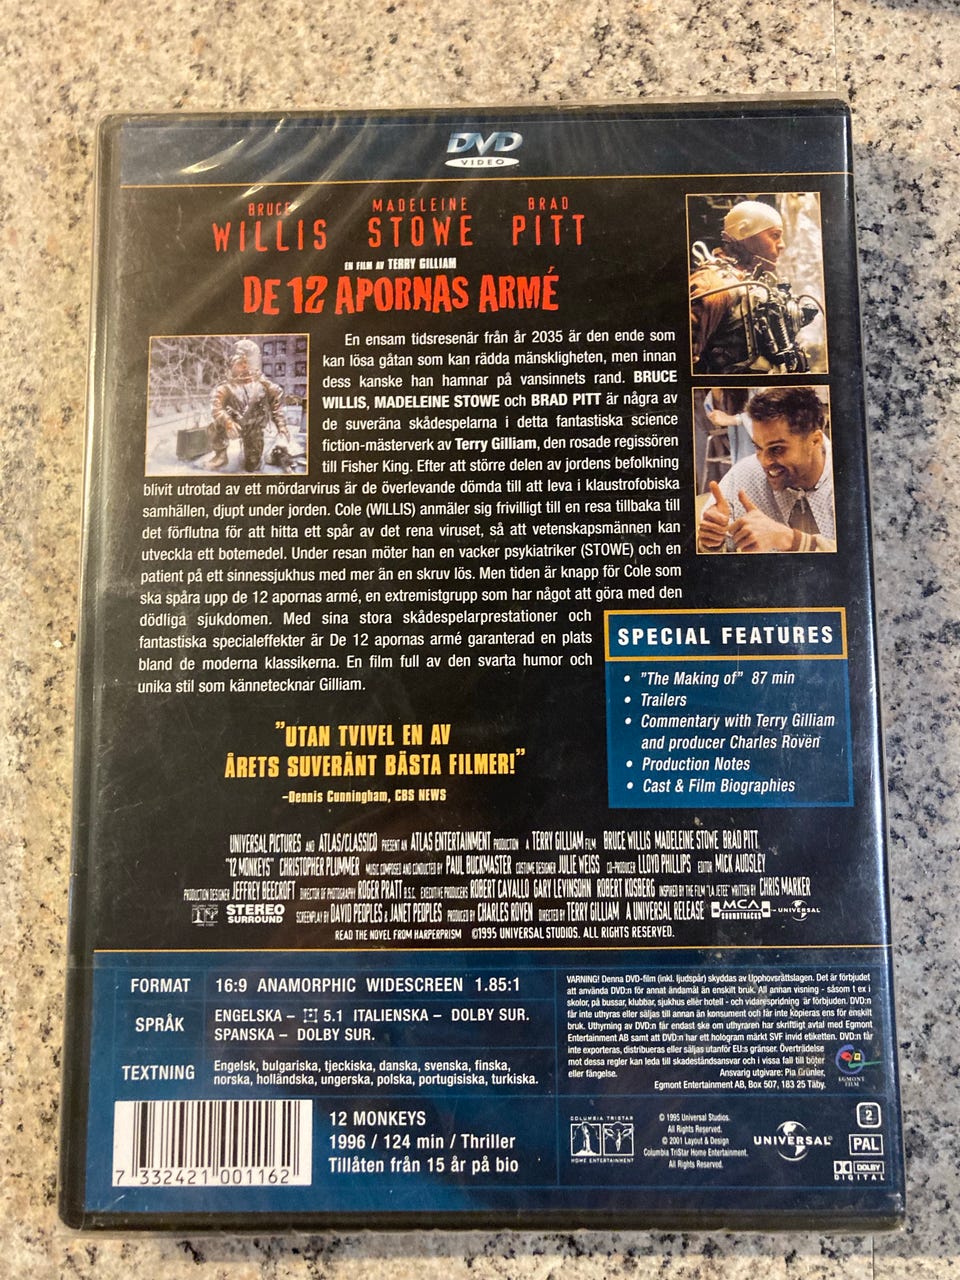 DVD
VIDEO
BRUCE MADELEINE BRAD
WILLIS STOWE PITT
EN FILM AV TERRY GILLIAM
DE 12 APORNAS ARMÉ
En ensam tidsresenär från år 2035 är den ende som
kan lösa gåtan som kan rädda mänskligheten, men innan
dess kanske han hamnar på vansinnets rand. BRUCE
WILLIS, MADELEINE STOWE och BRAD PITT är några av
de suveräna skådespelarna i detta fantastiska science
fiction-mästerverk av Terry Gilliam, den rosade regissören
till Fisher King. Efter att större delen av jordens befolkning
blivit utrotad av ett mördarvirus är de överlevande dömda till att leva i klaustrofobiska
samhällen, djupt under jorden. Cole (WILLIS) anmäler sig frivilligt till en resa tillbaka till
det förflutna för att hitta ett spår av det rena viruset, så att vetenskapsmännen kan
utveckla ett botemedel. Under resan möter han en vacker psykiatriker (STOWE) och en
patient på ett sinnessjukhus med mer än en skruv lös. Men tiden är knapp för Cole som
ska spåra upp de 12 apornas armé, en extremistgrupp som har något att göra med den
dödliga sjukdomen. Med sina stora skådespelarprestationer och
fantastiska specialeffekter är De 12 apornas armé garanterad en plats
bland de moderna klassikerna. En film full av den svarta humor och
unika stil som kännetecknar Gilliam.
SPECIAL FEATURES
• "The Making of" 87 min
• Trailers
• Commentary with Terry Gilliam
and producer Charles Roven
• Production Notes
• Cast & Film Biographies
"UTAN TVIVEL EN AV
ÅRETS SUVERÄNT BÄSTA FILMER!"
–Dennis Cunningham, CBS NEWS
UNIVERSAL PICTURES AND ATLAS/CLASSICO PRESENT AN ATLAS ENTERTAINMENT PRODUCTION A TERRY GILLIAM FILM BRUCE WILLIS MADELEINE STOWE BRAD PITT
"12 MONKEYS" CHRISTOPHER PLUMMER MUSIC COMPOSED AND CONDUCTED BY PAUL BUCKMASTER COSTUME DESIGNER JULIE WEISS CO-PRODUCER LLOYD PHILLIPS EDITOR MICK AUDSLEY
PRODUCTION DESIGNER JEFFREY BEECROFT DIRECTOR OF PHOTOGRAPHY ROGER PRATT B.S.C. EXECUTIVE PRODUCERS ROBERT CAVALLO GARY LEVINSOHN ROBERT KOSBERG INSPIRED BY THE FILM "LA JETEE" WRITTEN BY CHRIS MARKER
STEREO SURROUND SCREENPLAY BY DAVID PEOPLES & JANET PEOPLES PRODUCED BY CHARLES ROVEN DIRECTED BY TERRY GILLIAM A UNIVERSAL RELEASE MCA SOUNDTRACKS UNIVERSAL
READ THE NOVEL FROM HARPERPRISM ©1995 UNIVERSAL STUDIOS. ALL RIGHTS RESERVED.
FORMAT 16:9 ANAMORPHIC WIDESCREEN 1.85:1
SPRÅK ENGELSKA – 5.1 ITALIENSKA – DOLBY SUR.
SPANSKA – DOLBY SUR.
TEXTNING Engelsk, bulgariska, tjeckiska, danska, svenska, finska,
norska, holländska, ungerska, polska, portugisiska, turkiska.
VARNING! Denna DVD-film (inkl. ljudspår) skyddas av Upphovsrättslagen. Det är förbjudet
att använda DVD:n för annat ändamål än enskilt bruk. All annan visning - såsom t ex i
skolor, på bussar, klubbar, sjukhus eller hotell - och vidarespridning är förbjuden. DVD:n
får inte uthyras eller säljas till annan än konsument och får inte kopieras ens för enskilt
bruk. Uthyrning av DVD:n får endast ske om uthyraren har skriftligt avtal med Egmont
Entertainment AB samt att DVD:n har ett hologram märkt SVF invid etiketten. DVD:n får
inte exporteras, distribueras eller säljas utanför EU:s gränser. Överträdelse
mot dessa regler kan leda till skadeståndsansvar och i vissa fall till böter
eller fängelse. Ansvarig utgivare: Pia Grünler,
Egmont Entertainment AB, Box 507, 183 25 Täby.
EGMONT
FILM
7 332421 001162
12 MONKEYS
1996 / 124 min / Thriller
Tillåten från 15 år på bio
COLUMBIA TRISTAR
HOME ENTERTAINMENT
© 1995 Universal Studios.
All Rights Reserved.
© 2001 Layout & Design
Columbia TriStar Home Entertainment.
All Rights Reserved.
UNIVERSAL
2
PAL
DOLBY
DIGITAL